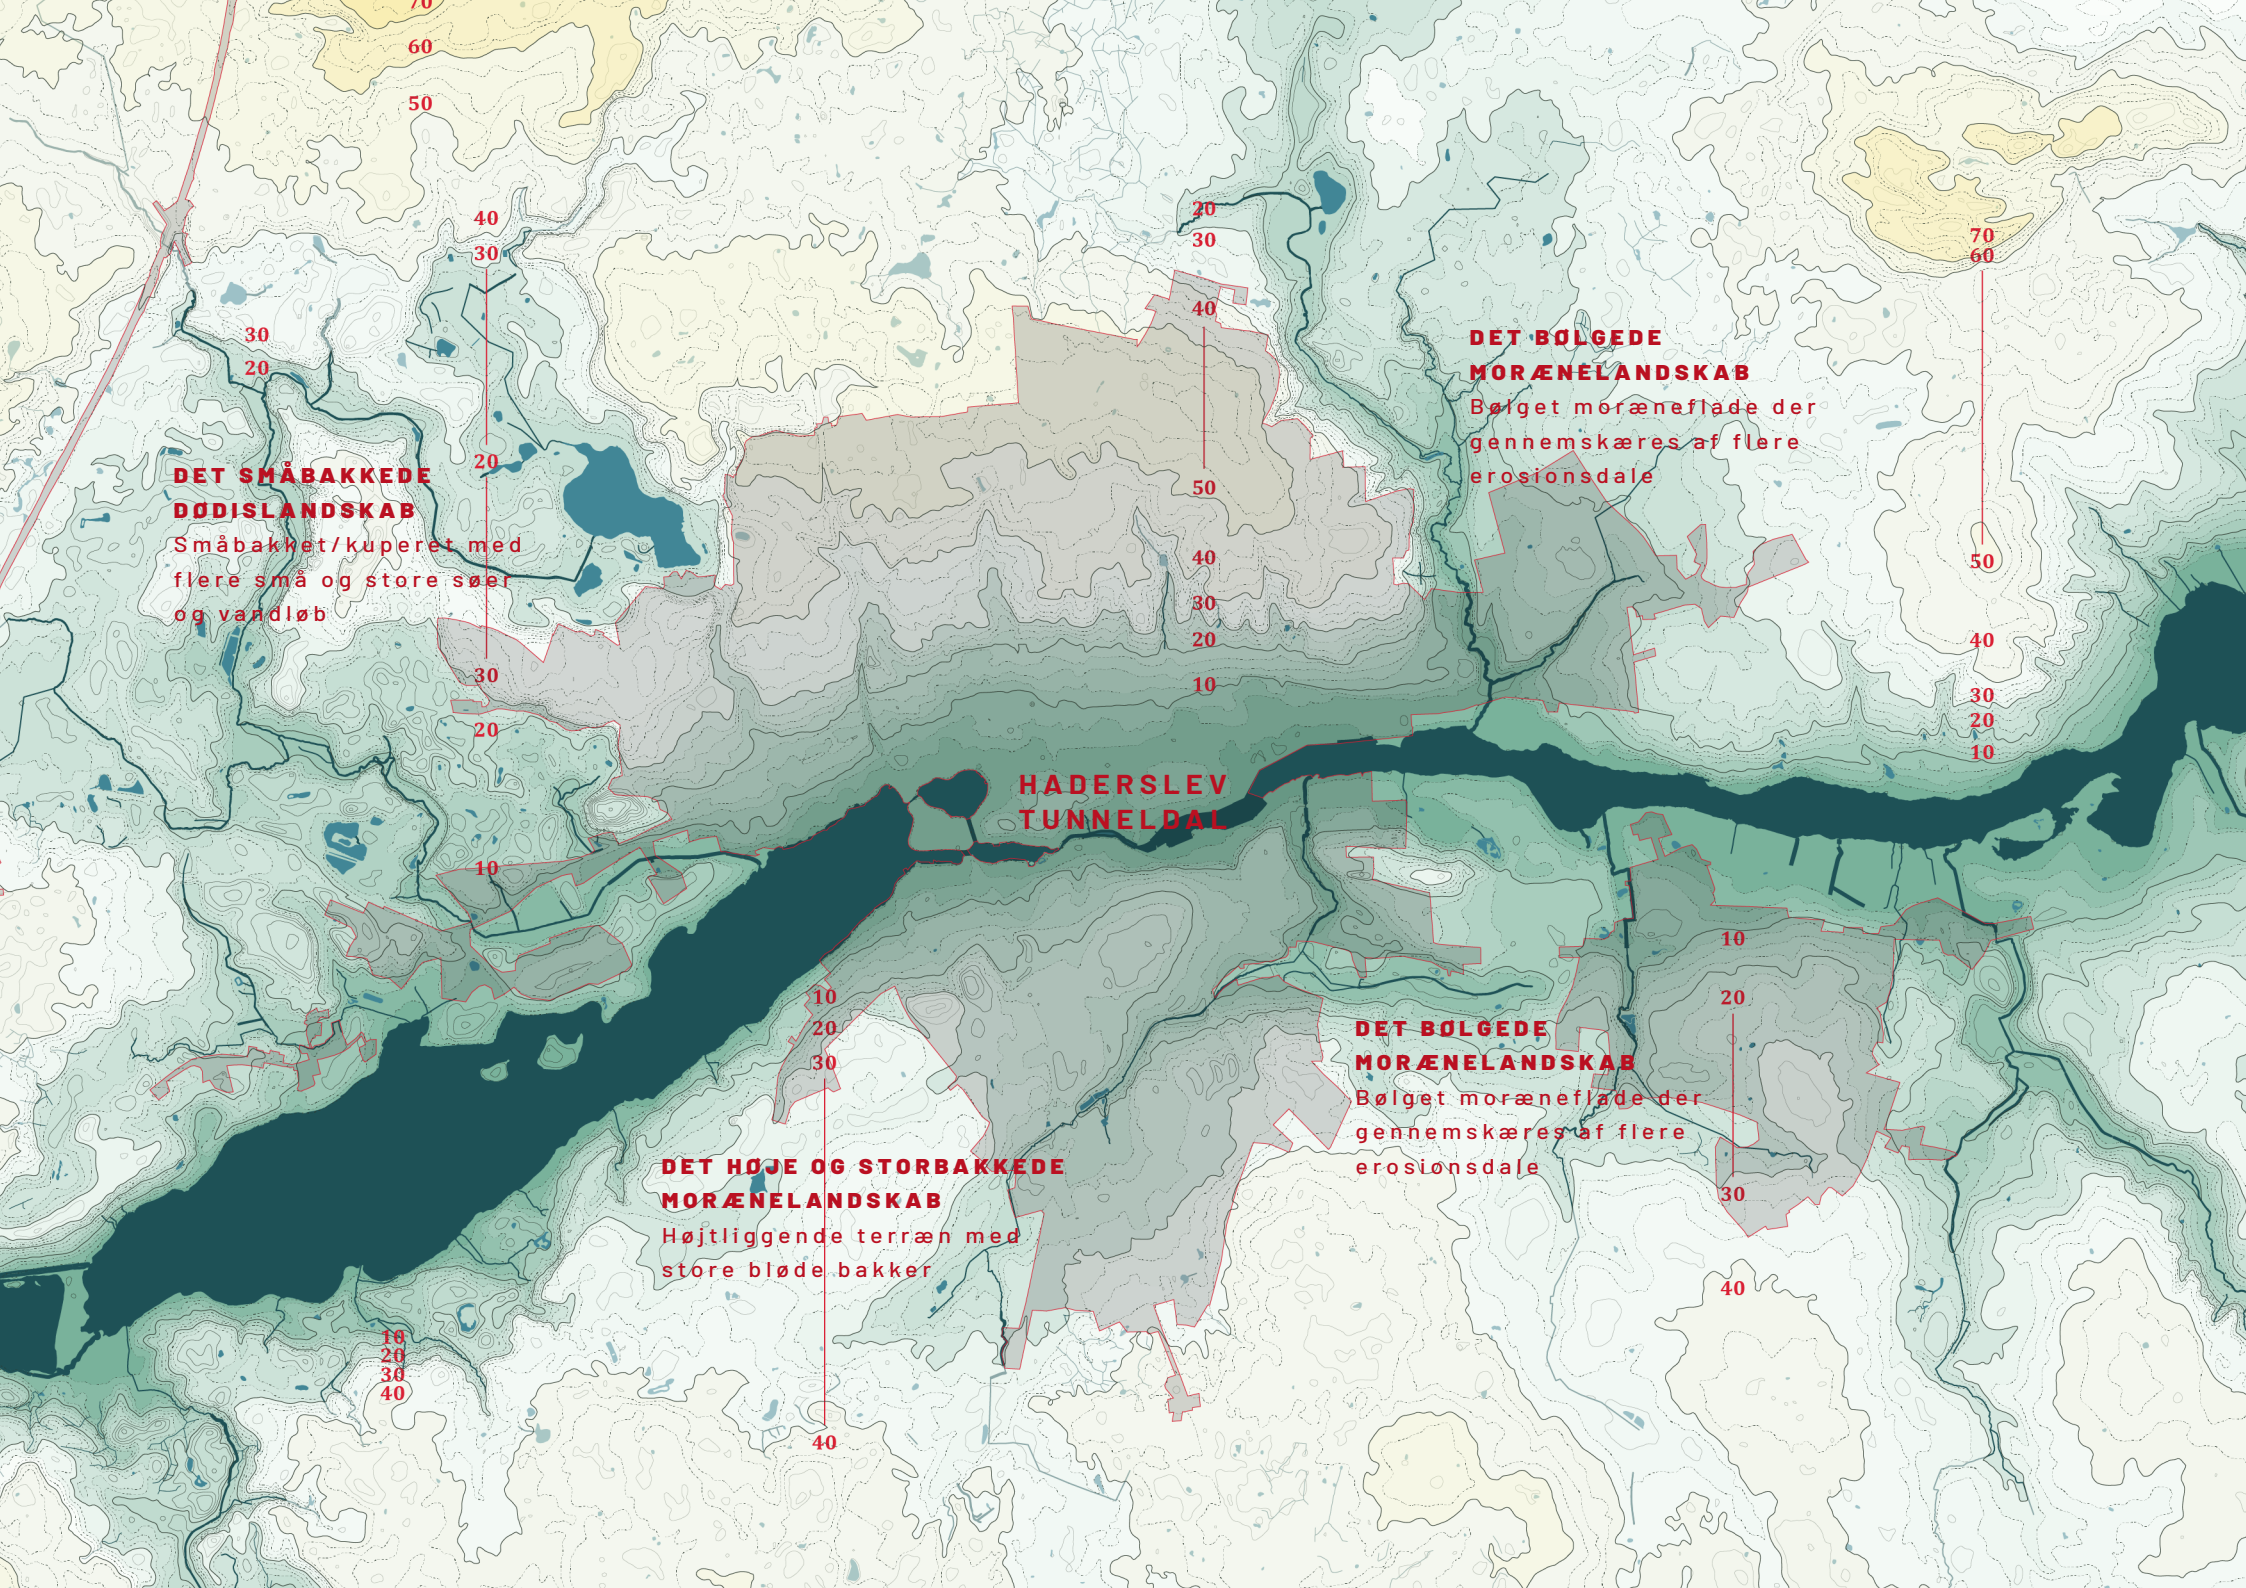 70
60
50
40
30
20
30
40
50
40
30
20
10
70
60
50
40
30
20
10
30
20
20
30
20
10
DET BØLGEDE
MORÆNELANDSKAB
Bølget moræneflade der
gennemskæres af flere
erosionsdale
DET SMÅBAKKEDE
DØDISLANDSKAB
Småbakket/kuperet med
flere små og store søer
og vandløb
HADERSLEV
TUNNELDAL
10
20
30
40
10
20
30
40
DET BØLGEDE
MORÆNELANDSKAB
Bølget moræneflade der
gennemskæres af flere
erosionsdale
DET HØJE OG STORBAKKEDE
MORÆNELANDSKAB
Højtliggende terræn med
store bløde bakker
10
20
30
40